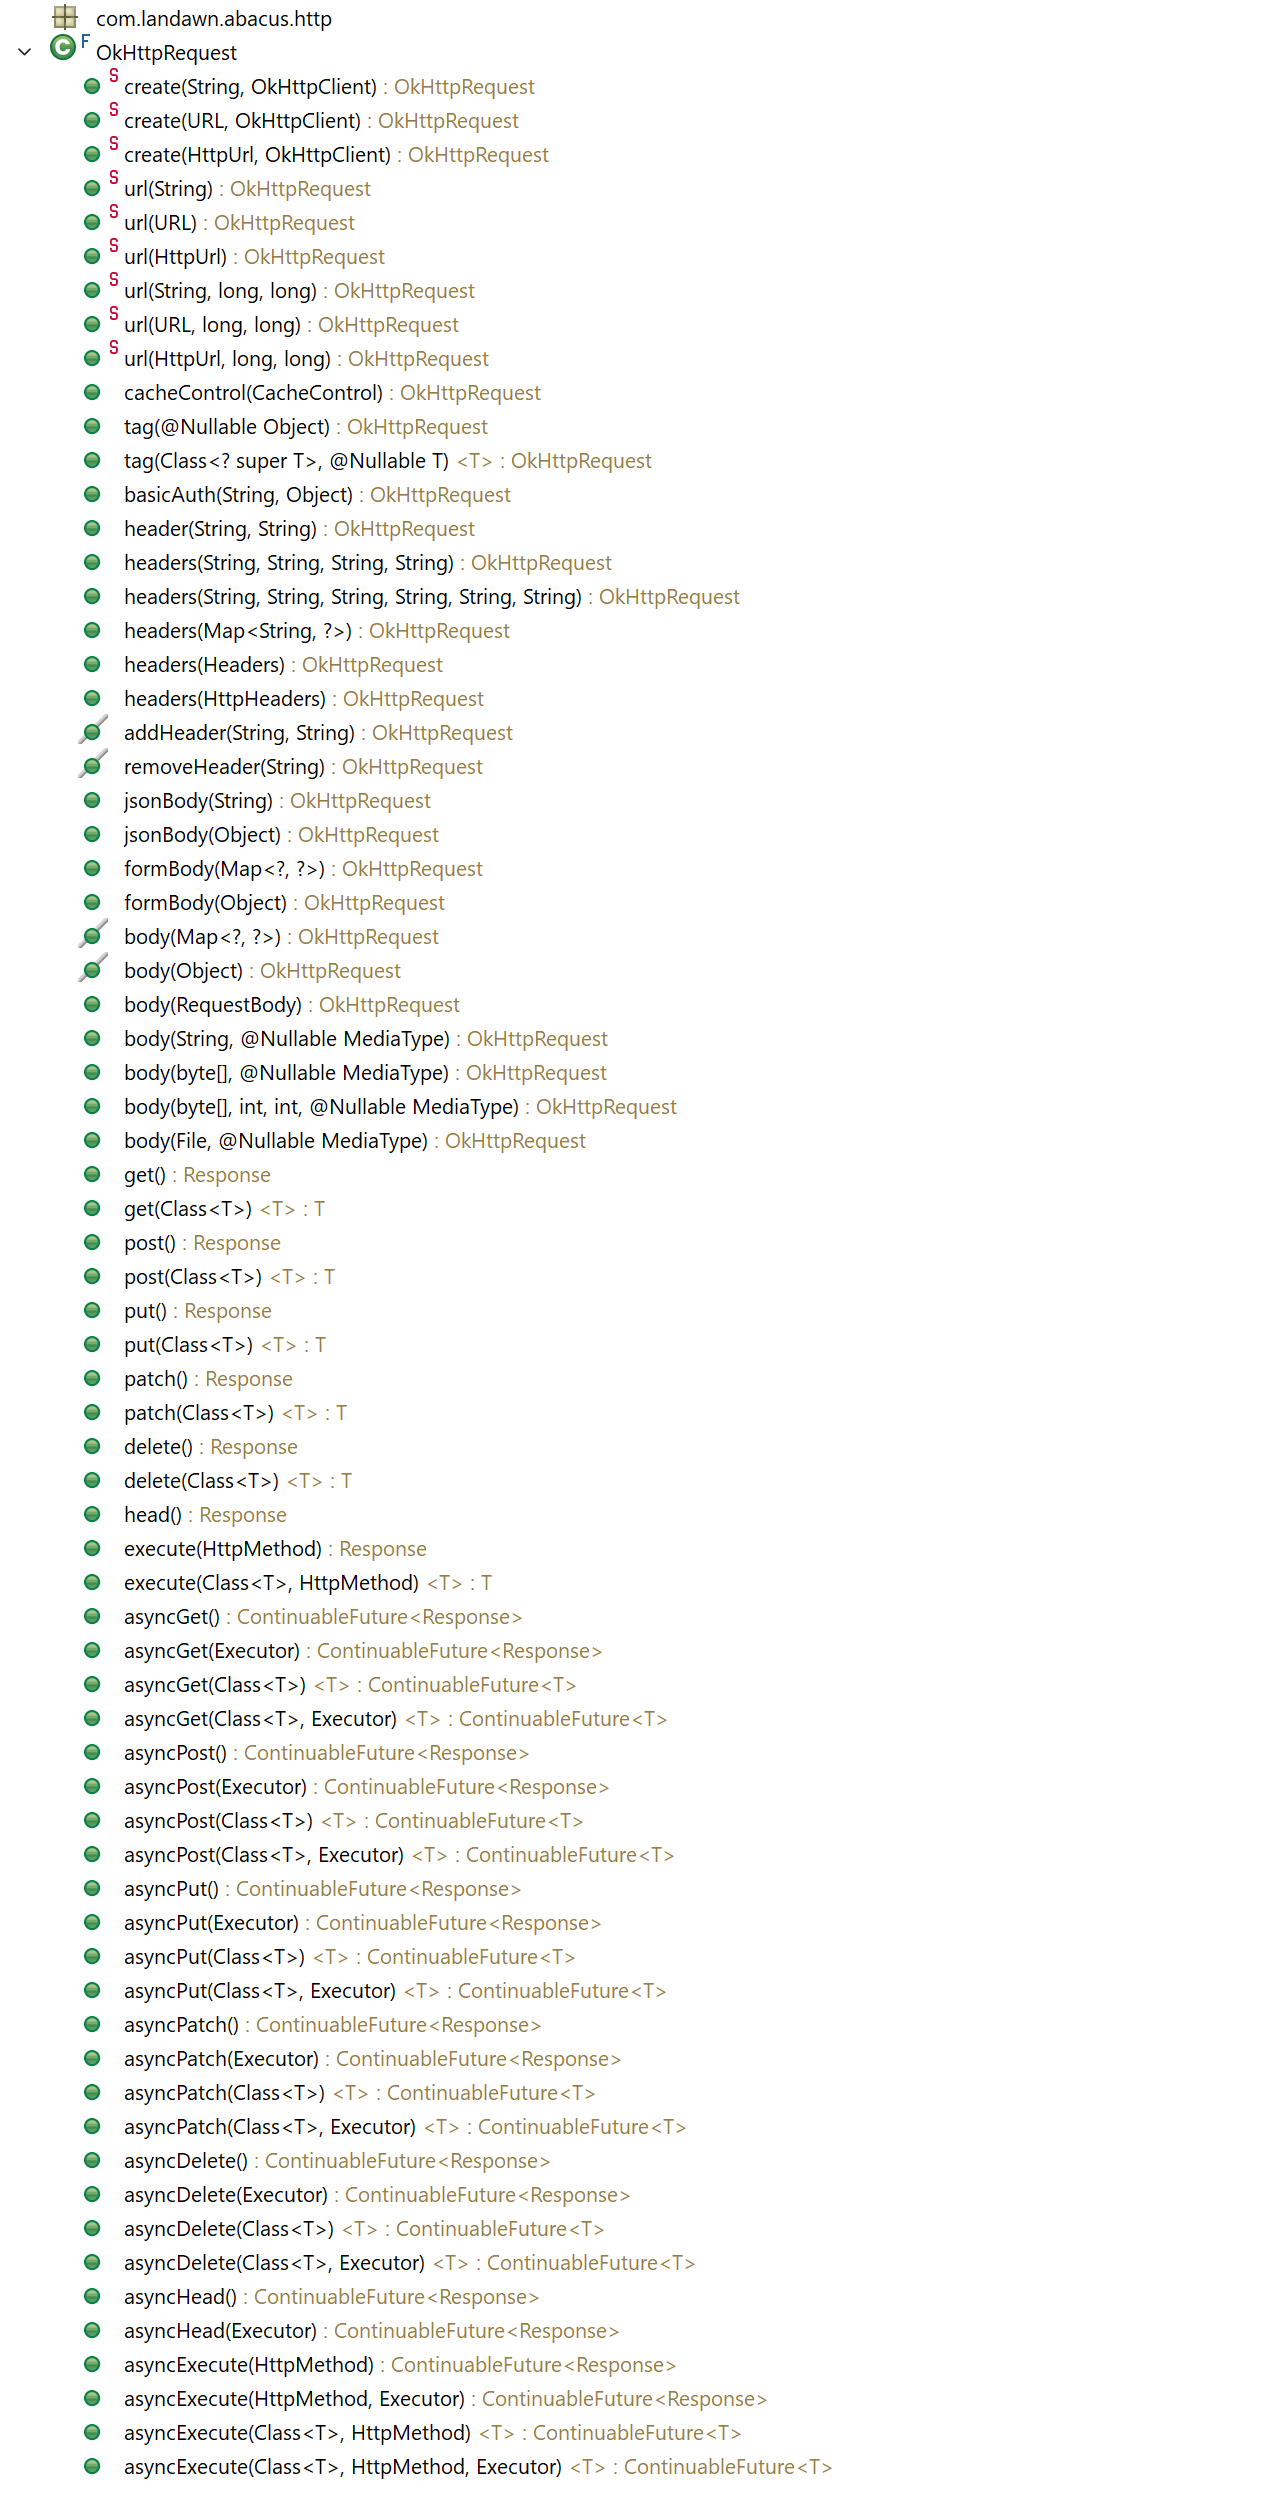 com.landawn.abacus.http
F
OkHttpRequest
S create(String, OkHttpClient) : OkHttpRequest
S create(URL, OkHttpClient) : OkHttpRequest
S create(HttpUrl, OkHttpClient) : OkHttpRequest
S url(String) : OkHttpRequest
S url(URL) : OkHttpRequest
S url(HttpUrl) : OkHttpRequest
S url(String, long, long) : OkHttpRequest
S url(URL, long, long) : OkHttpRequest
S url(HttpUrl, long, long) : OkHttpRequest
cacheControl(CacheControl) : OkHttpRequest
tag(@Nullable Object) : OkHttpRequest
tag(Class<? super T>, @Nullable T) <T> : OkHttpRequest
basicAuth(String, Object) : OkHttpRequest
header(String, String) : OkHttpRequest
headers(String, String, String, String) : OkHttpRequest
headers(String, String, String, String, String, String) : OkHttpRequest
headers(Map<String, ?>) : OkHttpRequest
headers(Headers) : OkHttpRequest
headers(HttpHeaders) : OkHttpRequest
addHeader(String, String) : OkHttpRequest
removeHeader(String) : OkHttpRequest
jsonBody(String) : OkHttpRequest
jsonBody(Object) : OkHttpRequest
formBody(Map<?, ?>) : OkHttpRequest
formBody(Object) : OkHttpRequest
body(Map<?, ?>) : OkHttpRequest
body(Object) : OkHttpRequest
body(RequestBody) : OkHttpRequest
body(String, @Nullable MediaType) : OkHttpRequest
body(byte[], @Nullable MediaType) : OkHttpRequest
body(byte[], int, int, @Nullable MediaType) : OkHttpRequest
body(File, @Nullable MediaType) : OkHttpRequest
get() : Response
get(Class<T>) <T> : T
post() : Response
post(Class<T>) <T> : T
put() : Response
put(Class<T>) <T> : T
patch() : Response
patch(Class<T>) <T> : T
delete() : Response
delete(Class<T>) <T> : T
head() : Response
execute(HttpMethod) : Response
execute(Class<T>, HttpMethod) <T> : T
asyncGet() : ContinuableFuture<Response>
asyncGet(Executor) : ContinuableFuture<Response>
asyncGet(Class<T>) <T> : ContinuableFuture<T>
asyncGet(Class<T>, Executor) <T> : ContinuableFuture<T>
asyncPost() : ContinuableFuture<Response>
asyncPost(Executor) : ContinuableFuture<Response>
asyncPost(Class<T>) <T> : ContinuableFuture<T>
asyncPost(Class<T>, Executor) <T> : ContinuableFuture<T>
asyncPut() : ContinuableFuture<Response>
asyncPut(Executor) : ContinuableFuture<Response>
asyncPut(Class<T>) <T> : ContinuableFuture<T>
asyncPut(Class<T>, Executor) <T> : ContinuableFuture<T>
asyncPatch() : ContinuableFuture<Response>
asyncPatch(Executor) : ContinuableFuture<Response>
asyncPatch(Class<T>) <T> : ContinuableFuture<T>
asyncPatch(Class<T>, Executor) <T> : ContinuableFuture<T>
asyncDelete() : ContinuableFuture<Response>
asyncDelete(Executor) : ContinuableFuture<Response>
asyncDelete(Class<T>) <T> : ContinuableFuture<T>
asyncDelete(Class<T>, Executor) <T> : ContinuableFuture<T>
asyncHead() : ContinuableFuture<Response>
asyncHead(Executor) : ContinuableFuture<Response>
asyncExecute(HttpMethod) : ContinuableFuture<Response>
asyncExecute(HttpMethod, Executor) : ContinuableFuture<Response>
asyncExecute(Class<T>, HttpMethod) <T> : ContinuableFuture<T>
asyncExecute(Class<T>, HttpMethod, Executor) <T> : ContinuableFuture<T>